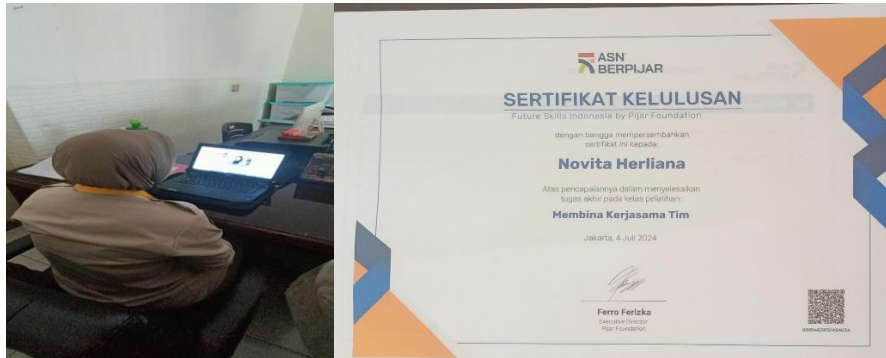 ASN
BERPIJAR
SERTIFIKAT KELULUSAN
Future Skills Indonesia by Pijar Foundation
dengan bangga mempersembahkan
sertifikat ini kepada:
Novita Herliana
Atas pencapaiannya dalam menyelesaikan
tugas akhir pada kelas pelatihan:
Membina Kerjasama Tim
Jakarta, 4 Juli 2024
Ferro Ferizka
Executive Director
Pijar Foundation